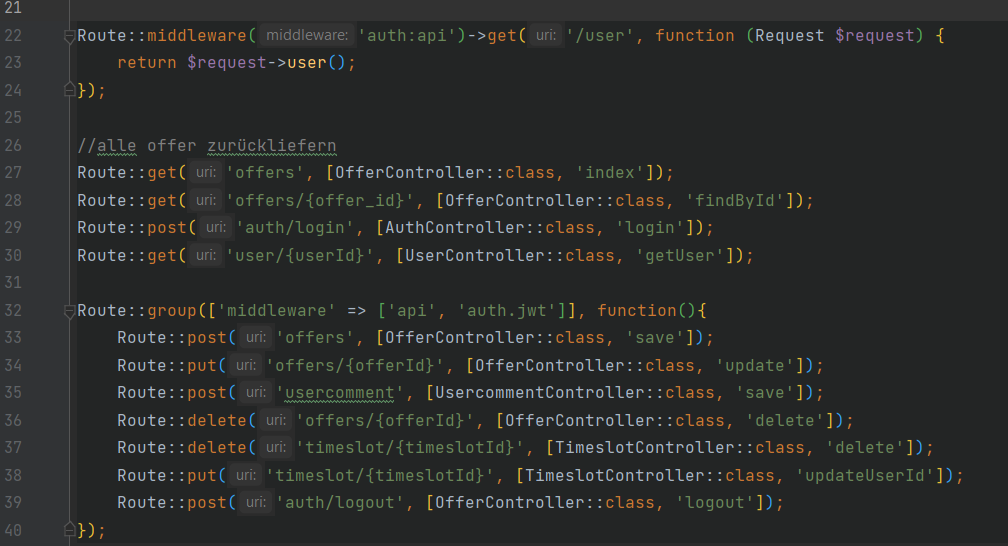 21
22 Route::middleware( middleware: 'auth:api')->get( uri: '/user', function (Request $request) {
23 return $request->user();
24 });
25
26 //alle offer zurückliefern
27 Route::get( uri: 'offers', [OfferController::class, 'index']);
28 Route::get( uri: 'offers/{offer_id}', [OfferController::class, 'findById']);
29 Route::post( uri: 'auth/login', [AuthController::class, 'login']);
30 Route::get( uri: 'user/{userId}', [UserController::class, 'getUser']);
31
32 Route::group(['middleware' => ['api', 'auth.jwt']], function(){
33 Route::post( uri: 'offers', [OfferController::class, 'save']);
34 Route::put( uri: 'offers/{offerId}', [OfferController::class, 'update']);
35 Route::post( uri: 'usercomment', [UsercommentController::class, 'save']);
36 Route::delete( uri: 'offers/{offerId}', [OfferController::class, 'delete']);
37 Route::delete( uri: 'timeslot/{timeslotId}', [TimeslotController::class, 'delete']);
38 Route::put( uri: 'timeslot/{timeslotId}', [TimeslotController::class, 'updateUserId']);
39 Route::post( uri: 'auth/logout', [OfferController::class, 'logout']);
40 });